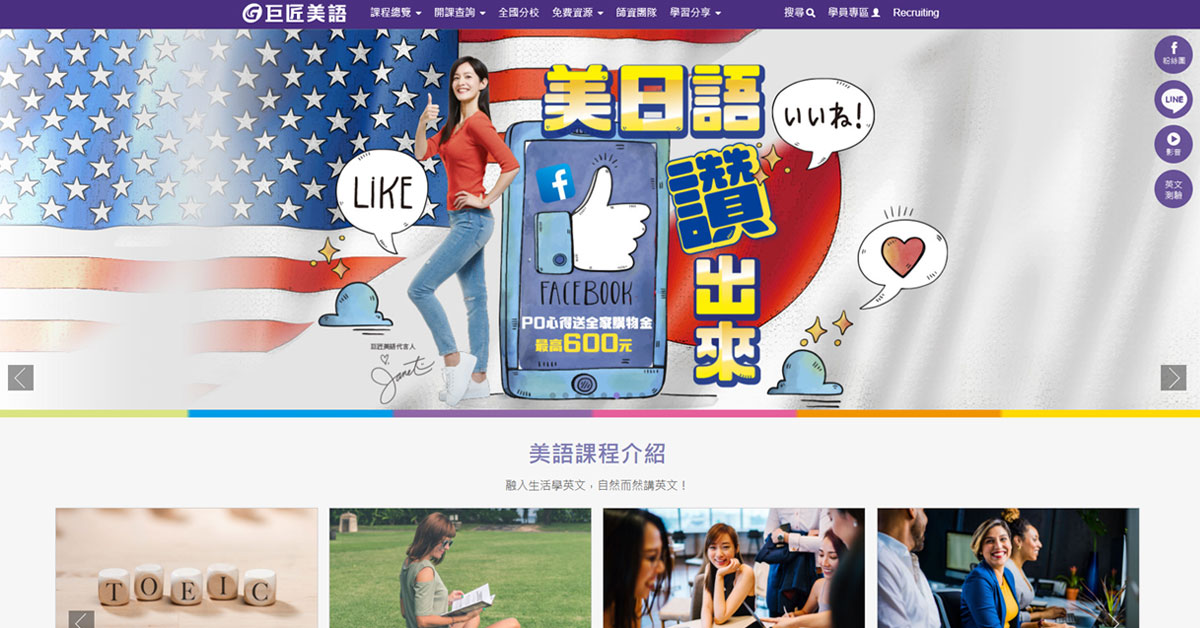 巨匠美語
課程總覽 開課查詢 全國分校 免費資源 師資團隊 學習分享 搜尋 學員專區 Recruiting
粉絲團
LINE
影音
英文
測驗
美日語
讚
出
來
いいね!
LiKE
f
FACEBOOK
PO心得送全家購物金
最高600元
巨匠美語代言人
Janet
美語課程介紹
融入生活學英文，自然而然講英文！
TOEIC